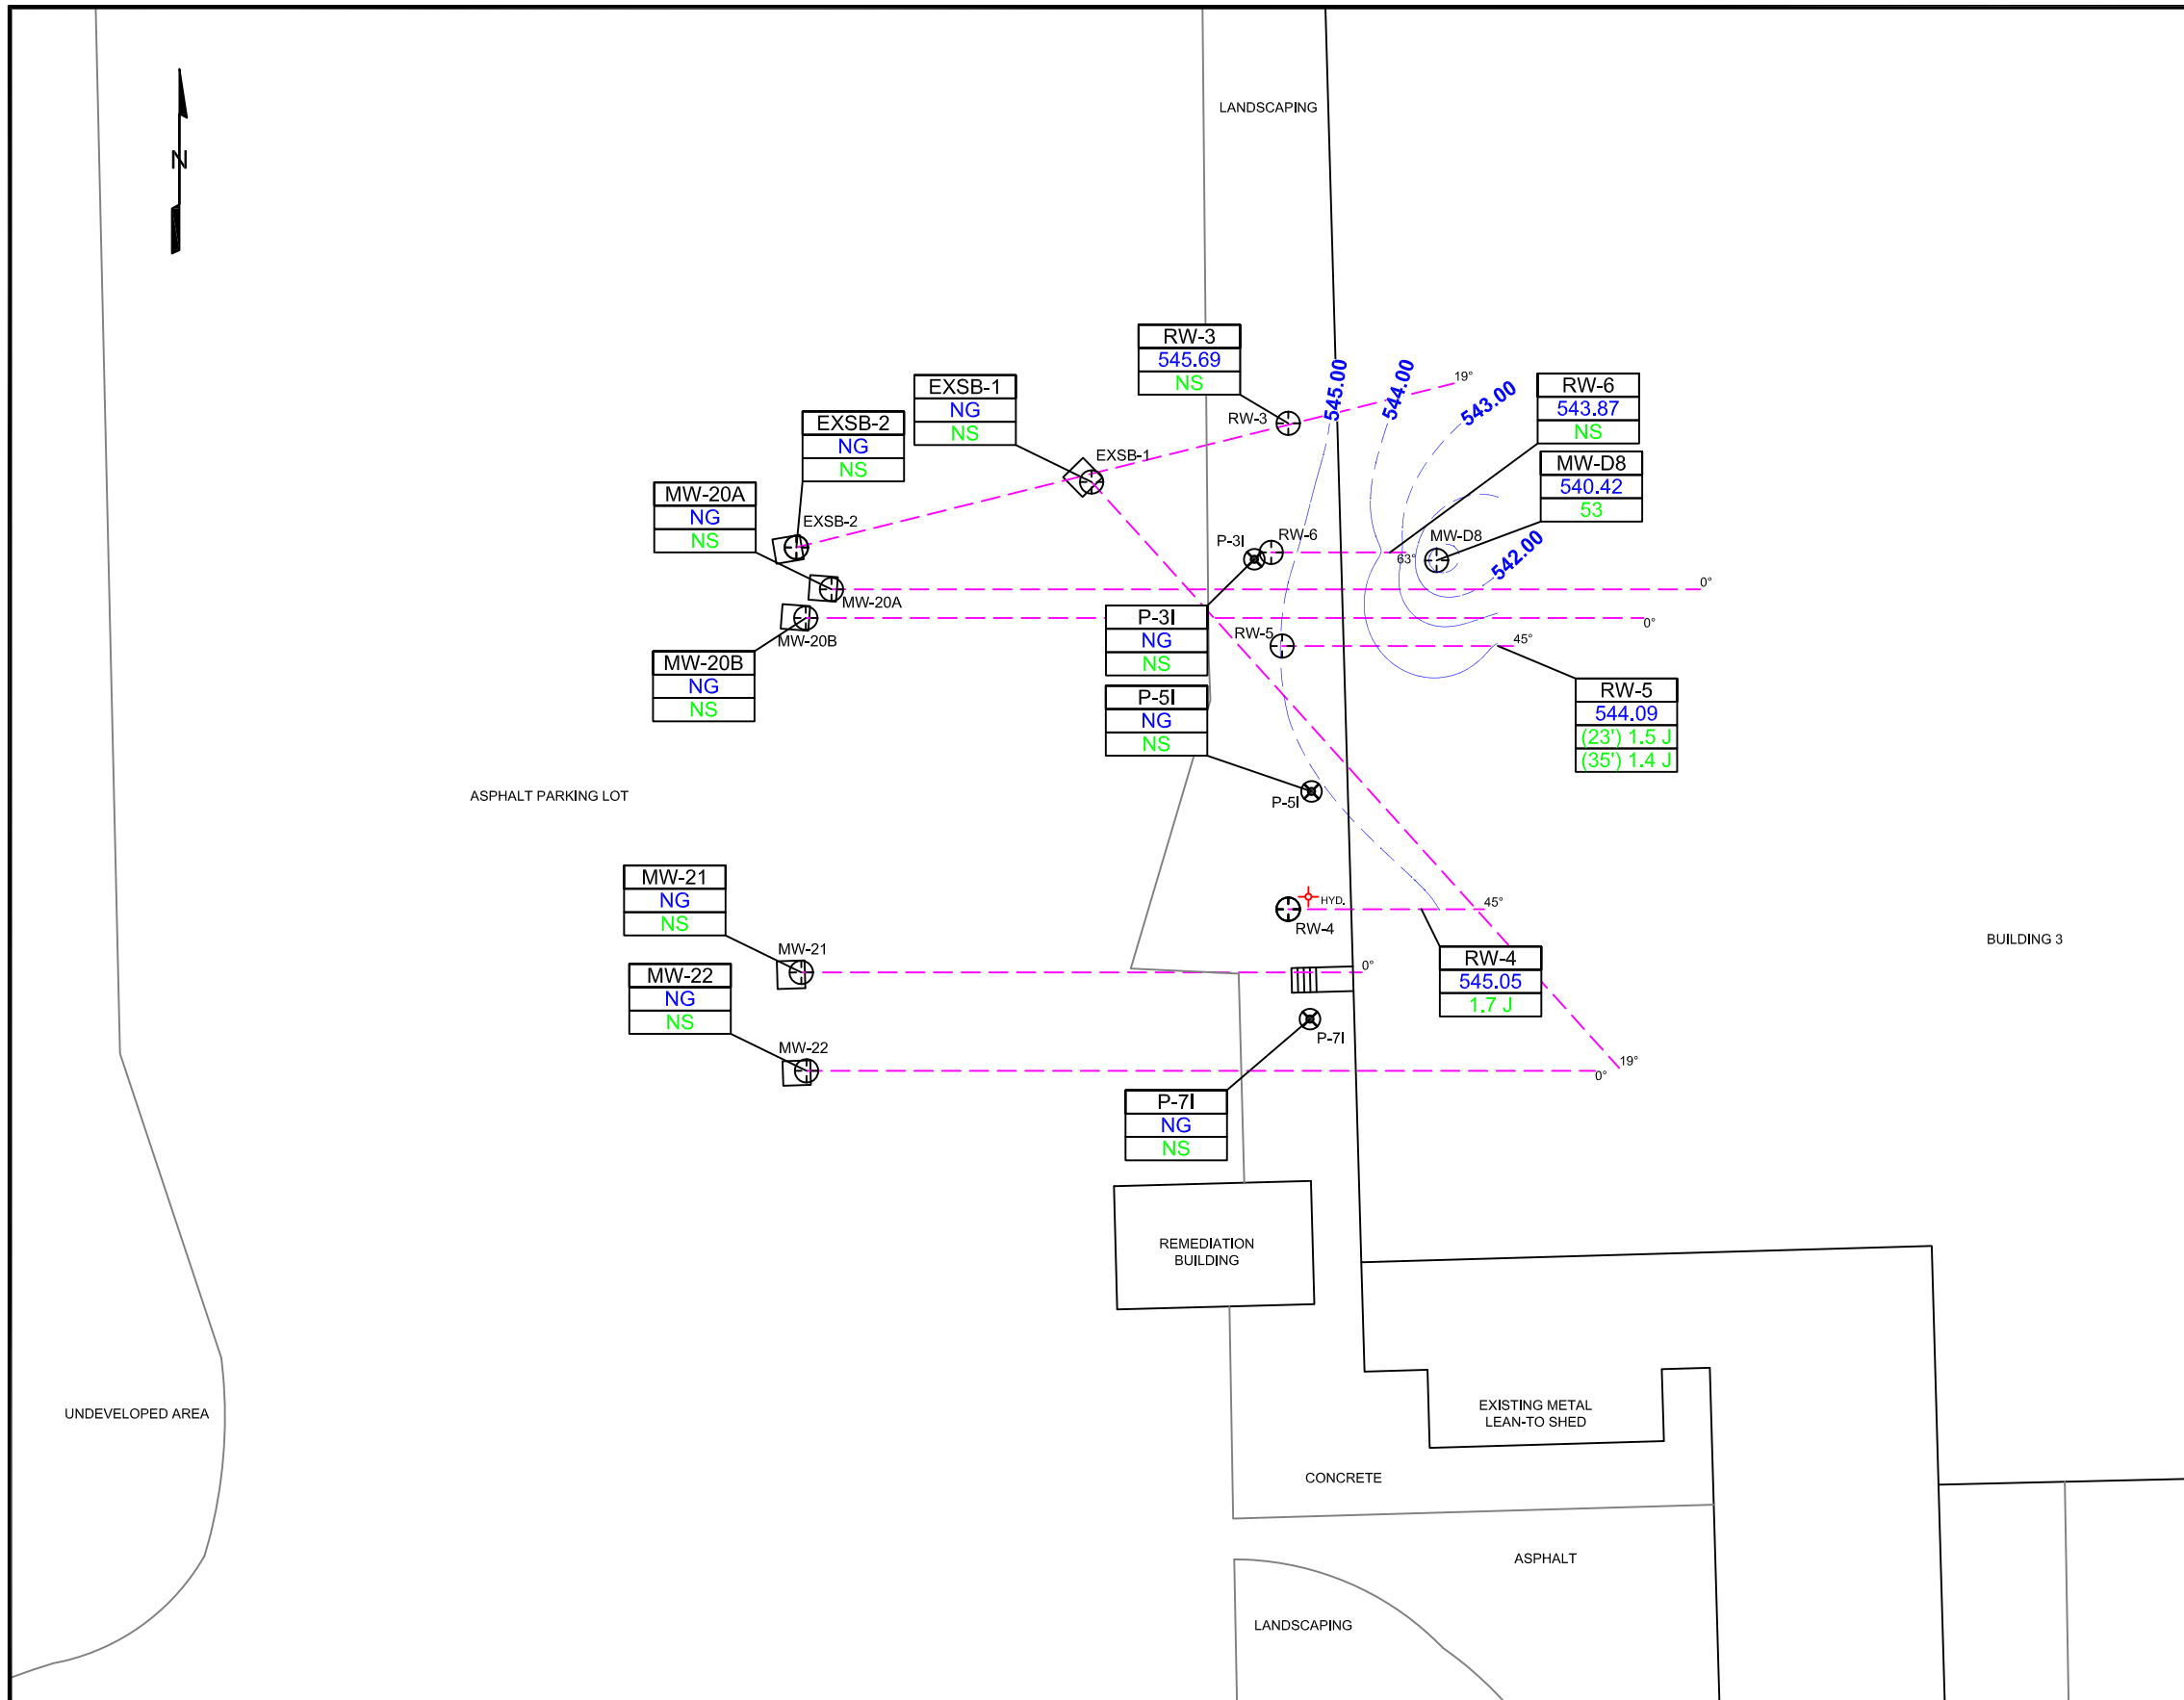 LANDSCAPING
N
RW-3
545.69
NS
545.00
544.00
543.00
19°
RW-3
EXSB-1
NG
NS
EXSB-1
RW-6
543.87
NS
EXSB-2
NG
NS
EXSB-2
MW-D8
540.42
53
MW-D8
MW-20A
NG
NS
MW-20A
P-3I
RW-6
63°
542.00
0°
0°
MW-20B
MW-20B
NG
NS
P-3I
NG
NS
RW-5
45°
RW-5
544.09
(23') 1.5 J
(35') 1.4 J
P-5I
NG
NS
P-5I
ASPHALT PARKING LOT
MW-21
NG
NS
MW-21
HYD.
RW-4
45°
RW-4
545.05
1.7 J
BUILDING 3
0°
MW-22
NG
NS
MW-22
P-7I
0°
19°
P-7I
NG
NS
REMEDIATION
BUILDING
UNDEVELOPED AREA
EXISTING METAL
LEAN-TO SHED
CONCRETE
ASPHALT
LANDSCAPING